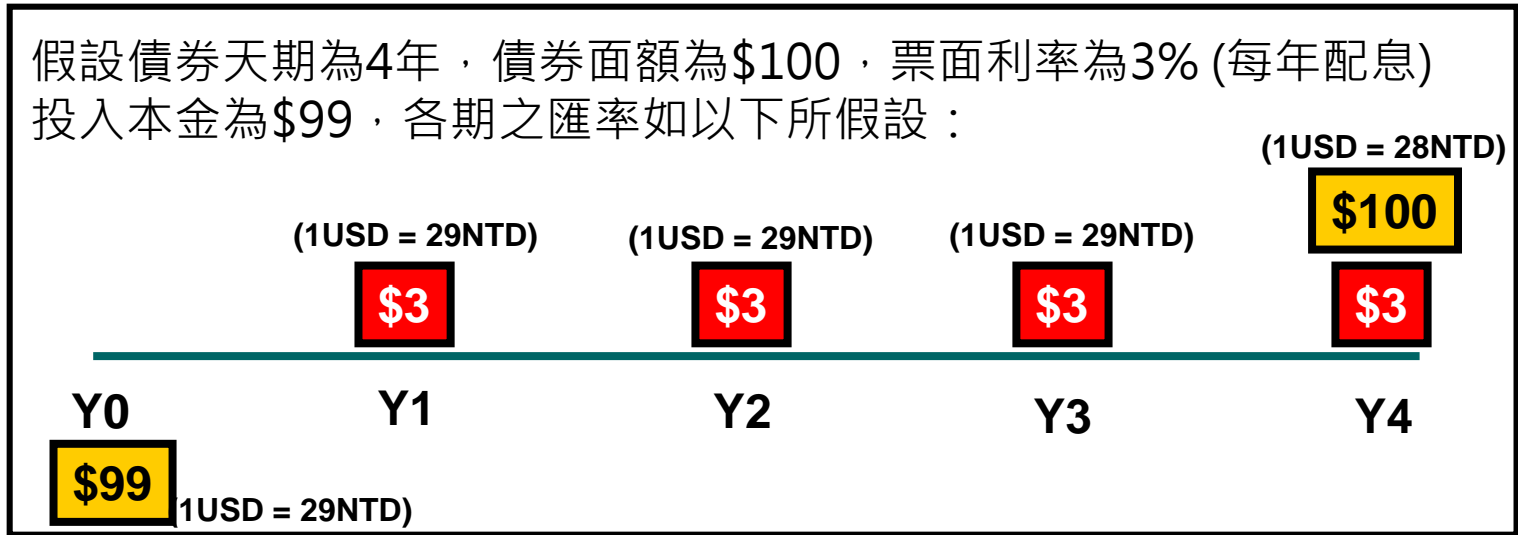 假設債券天期為4年，債券面額為$100，票面利率為3% (每年配息)
投入本金為$99，各期之匯率如以下所假設：
(1USD = 28NTD)
$100
(1USD = 29NTD) (1USD = 29NTD) (1USD = 29NTD)
$3 $3 $3 $3
Y0 Y1 Y2 Y3 Y4
$99
(1USD = 29NTD)